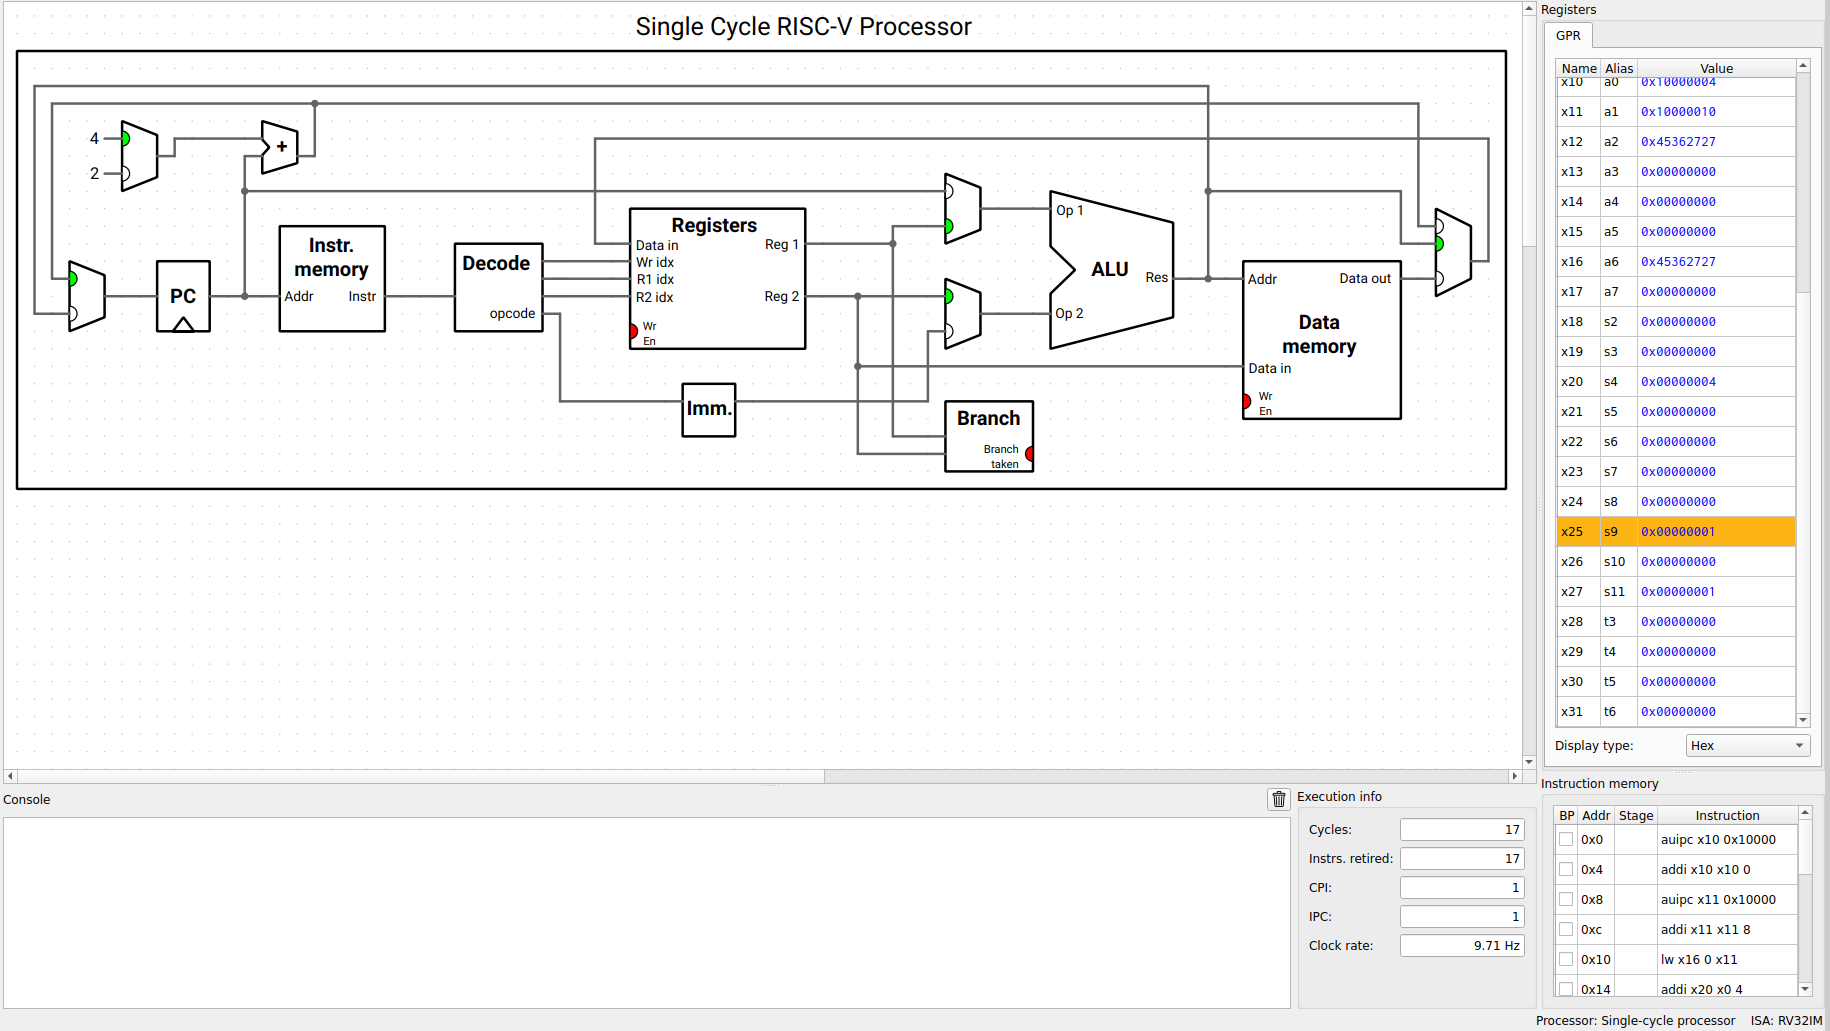 Single Cycle RISC-V Processor
4
2
+
PC
Instr.
memory
Addr
Instr
Decode
opcode
Registers
Data in
Wr idx
R1 idx
R2 idx
Wr
En
Reg 1
Reg 2
Imm.
Op 1
Op 2
ALU
Res
Branch
Branch
taken
Addr
Data out
Data
memory
Data in
Wr
En
Registers
GPR
Name Alias Value
x10 a0 0x10000004
x11 a1 0x10000010
x12 a2 0x45362727
x13 a3 0x00000000
x14 a4 0x00000000
x15 a5 0x00000000
x16 a6 0x45362727
x17 a7 0x00000000
x18 s2 0x00000000
x19 s3 0x00000000
x20 s4 0x00000004
x21 s5 0x00000000
x22 s6 0x00000000
x23 s7 0x00000000
x24 s8 0x00000000
x25 s9 0x00000001
x26 s10 0x00000000
x27 s11 0x00000001
x28 t3 0x00000000
x29 t4 0x00000000
x30 t5 0x00000000
x31 t6 0x00000000
Display type: Hex
Console
Execution info
Cycles: 17
Instrs. retired: 17
CPI: 1
IPC: 1
Clock rate: 9.71 Hz
Instruction memory
BP Addr Stage Instruction
0x0 auipc x10 0x10000
0x4 addi x10 x10 0
0x8 auipc x11 0x10000
0xc addi x11 x11 8
0x10 lw x16 0 x11
0x14 addi x20 x0 4
Processor: Single-cycle processor ISA: RV32IM